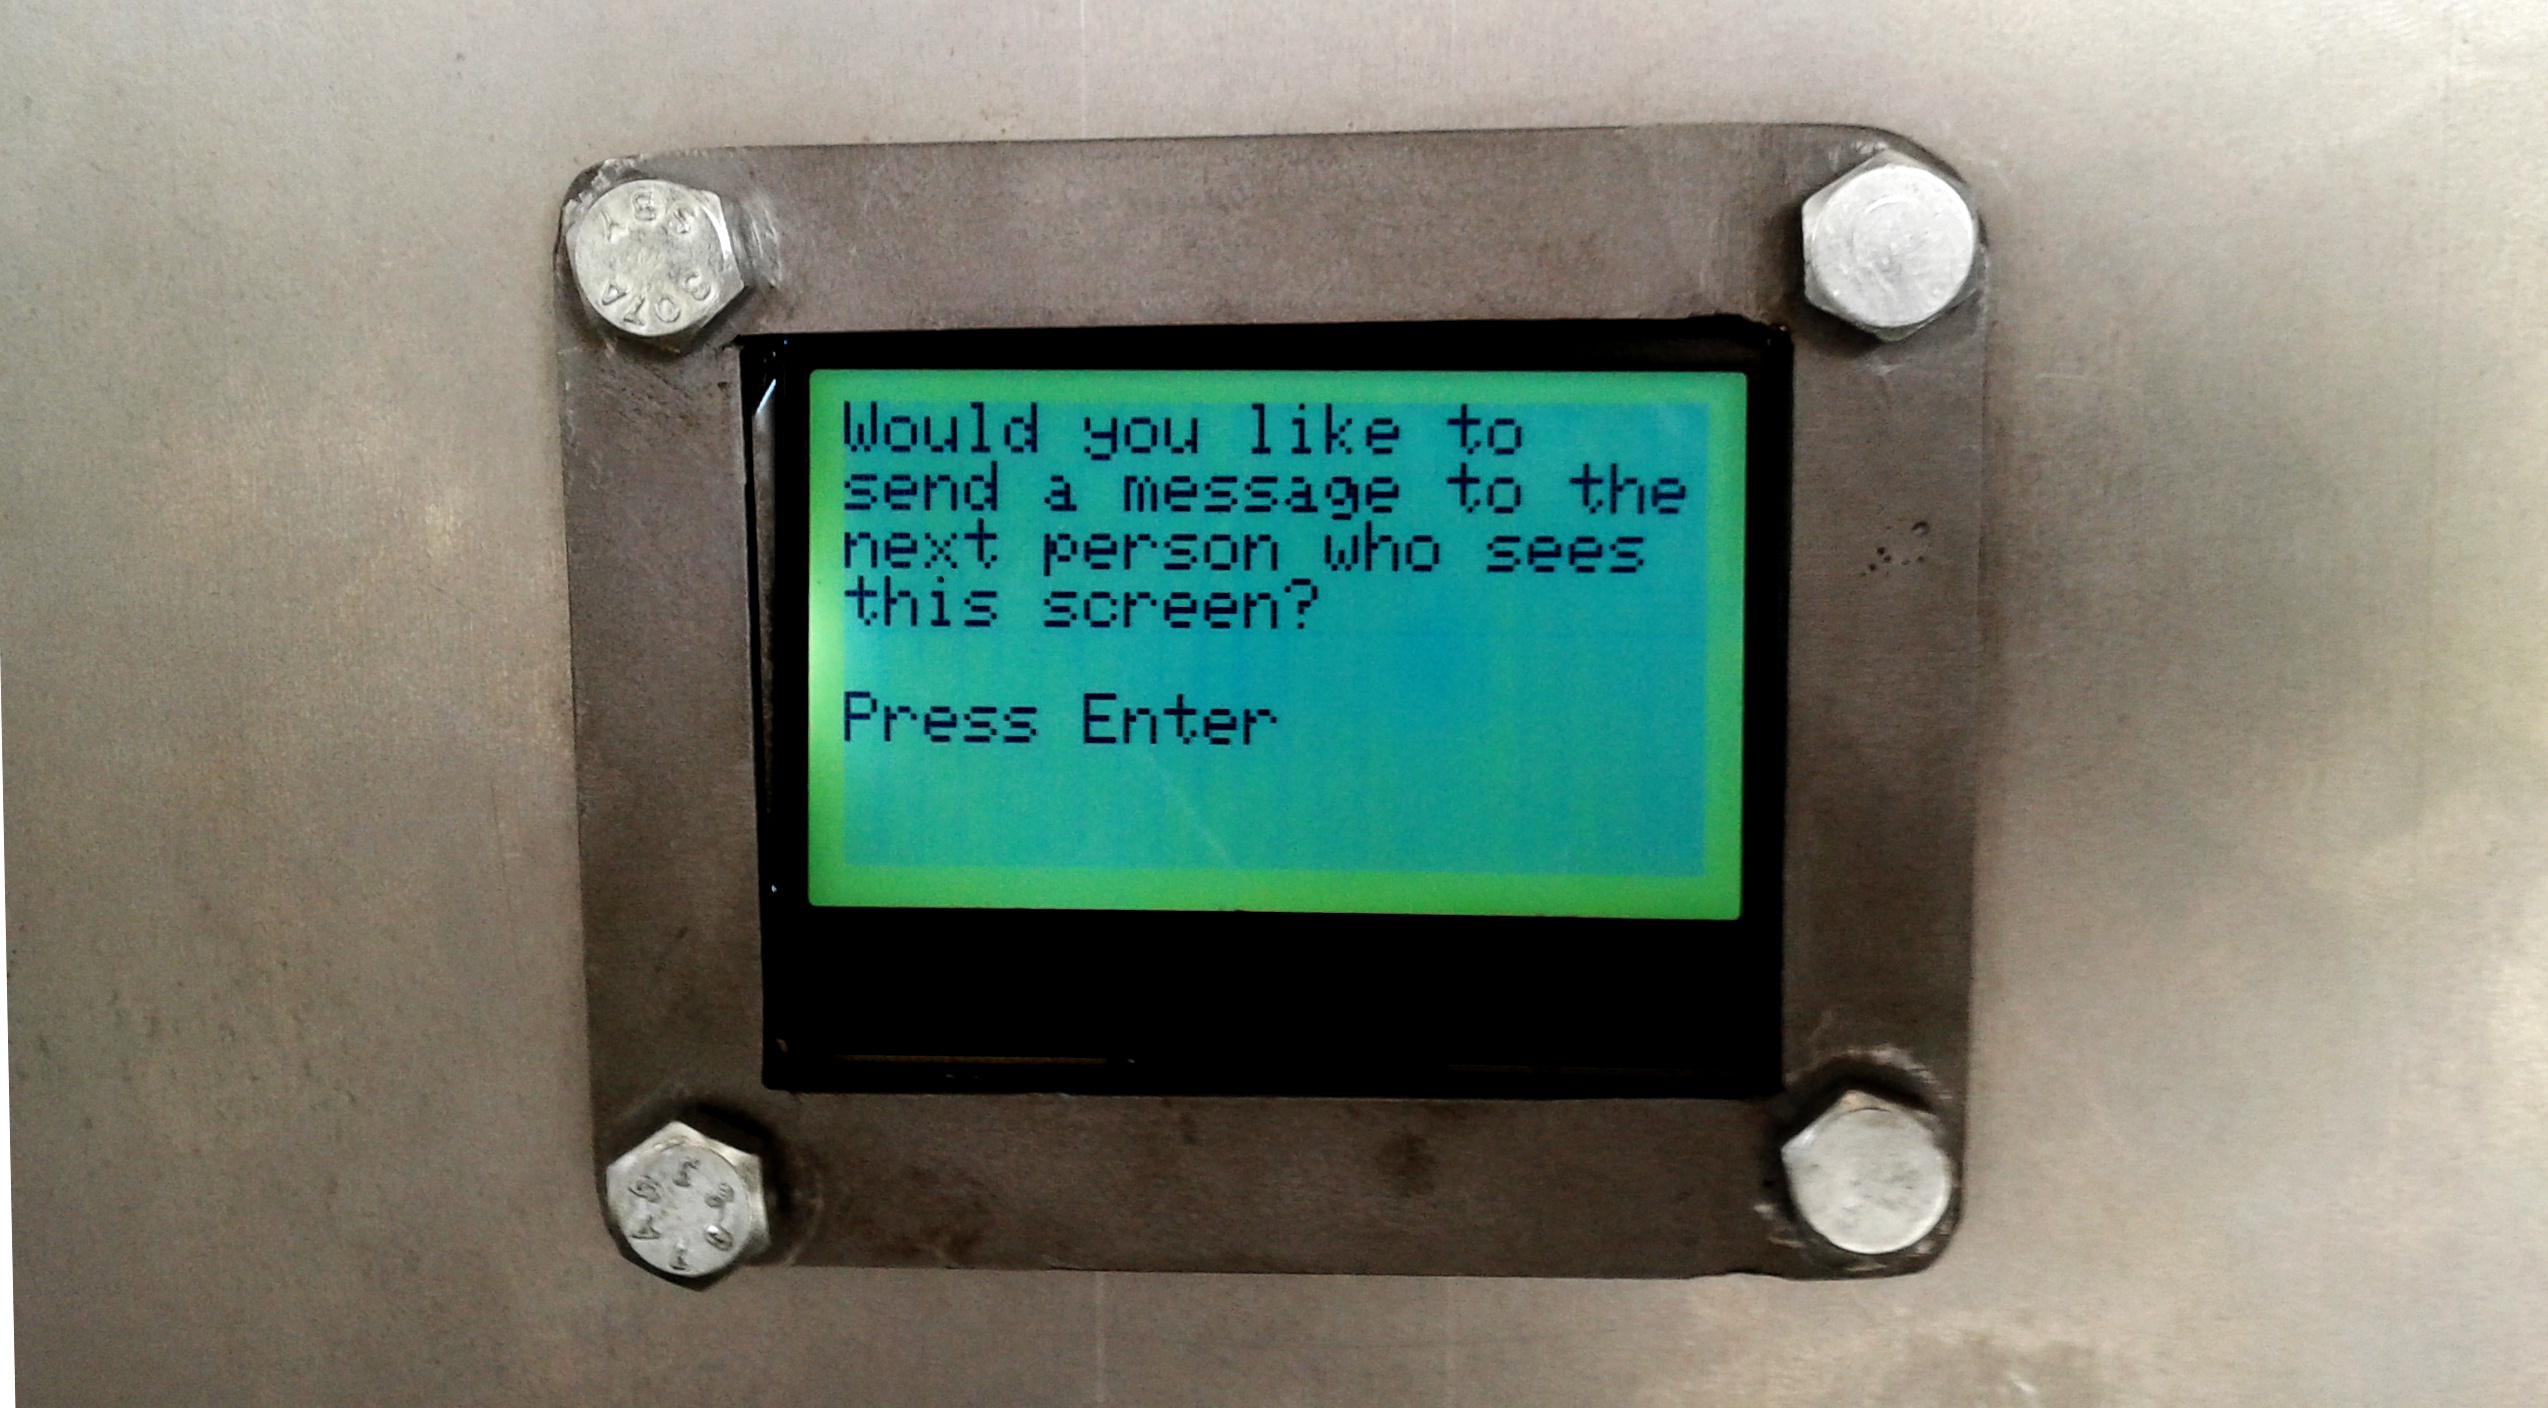 Would you like to
send a message to the
next person who sees
this screen?
Press Enter